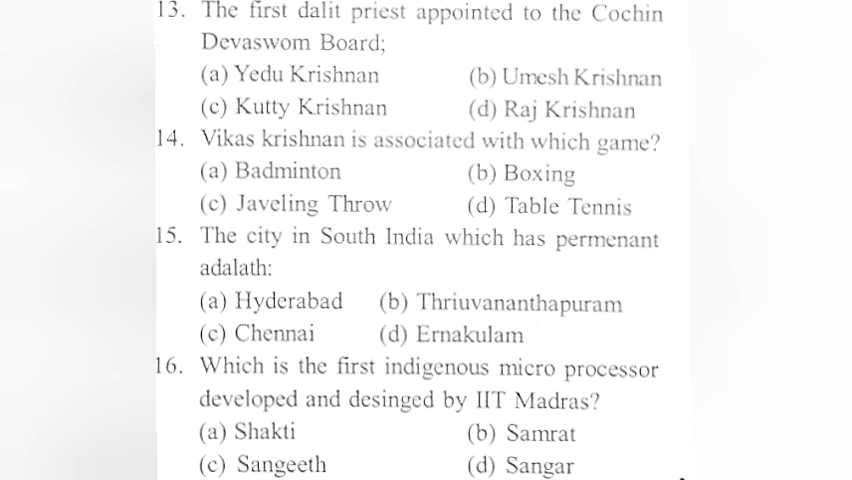 13. The first dalit priest appointed to the Cochin
Devaswom Board;
(a) Yedu Krishnan (b) Umesh Krishnan
(c) Kutty Krishnan (d) Raj Krishnan
14. Vikas krishnan is associated with which game?
(a) Badminton (b) Boxing
(c) Javeling Throw (d) Table Tennis
15. The city in South India which has permenant
adalath:
(a) Hyderabad (b) Thriuvananthapuram
(c) Chennai (d) Ernakulam
16. Which is the first indigenous micro processor
developed and desinged by IIT Madras?
(a) Shakti (b) Samrat
(c) Sangeeth (d) Sangar